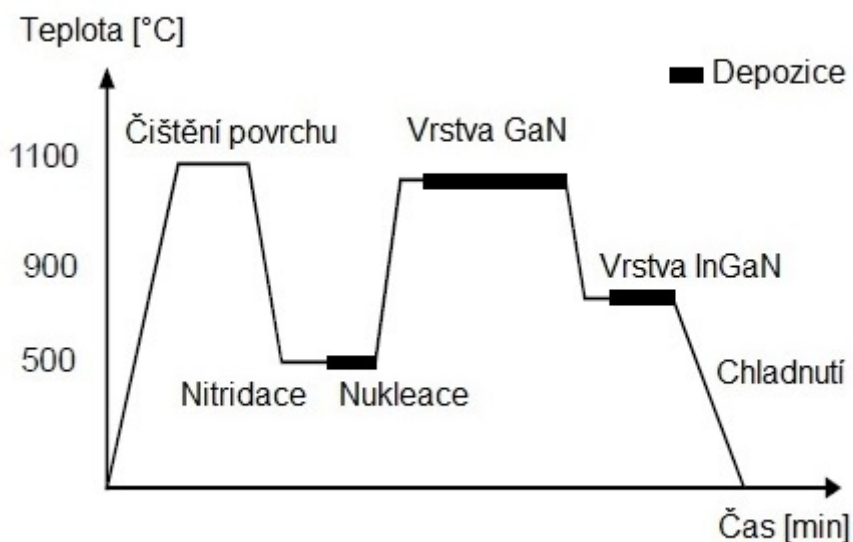 Teplota [°C]
Depozice
Čištění povrchu
Vrstva GaN
1100
900
Vrstva InGaN
500
Nitridace
Nukleace
Chladnutí
Čas [min]